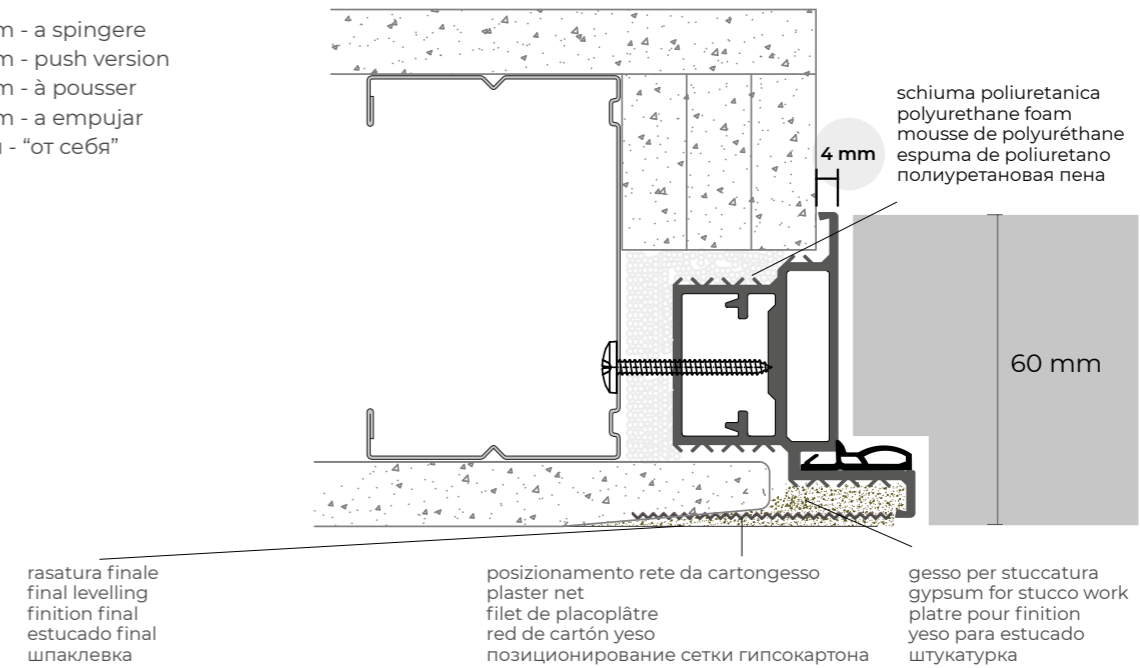 m - a spingere
m - push version
m - à pousser
m - a empujar
- “от себя”
schiuma poliuretanica
polyurethane foam
mousse de polyuréthane
espuma de poliuretano
полиуретановая пена
4 mm
60 mm
rasatura finale
final levelling
finition final
estucado final
шпаклевка
posizionamento rete da cartongesso
plaster net
filet de placoplâtre
red de cartón yeso
позиционирование сетки гипсокартона
gesso per stuccatura
gypsum for stucco work
platre pour finition
yeso para estucado
штукатурка